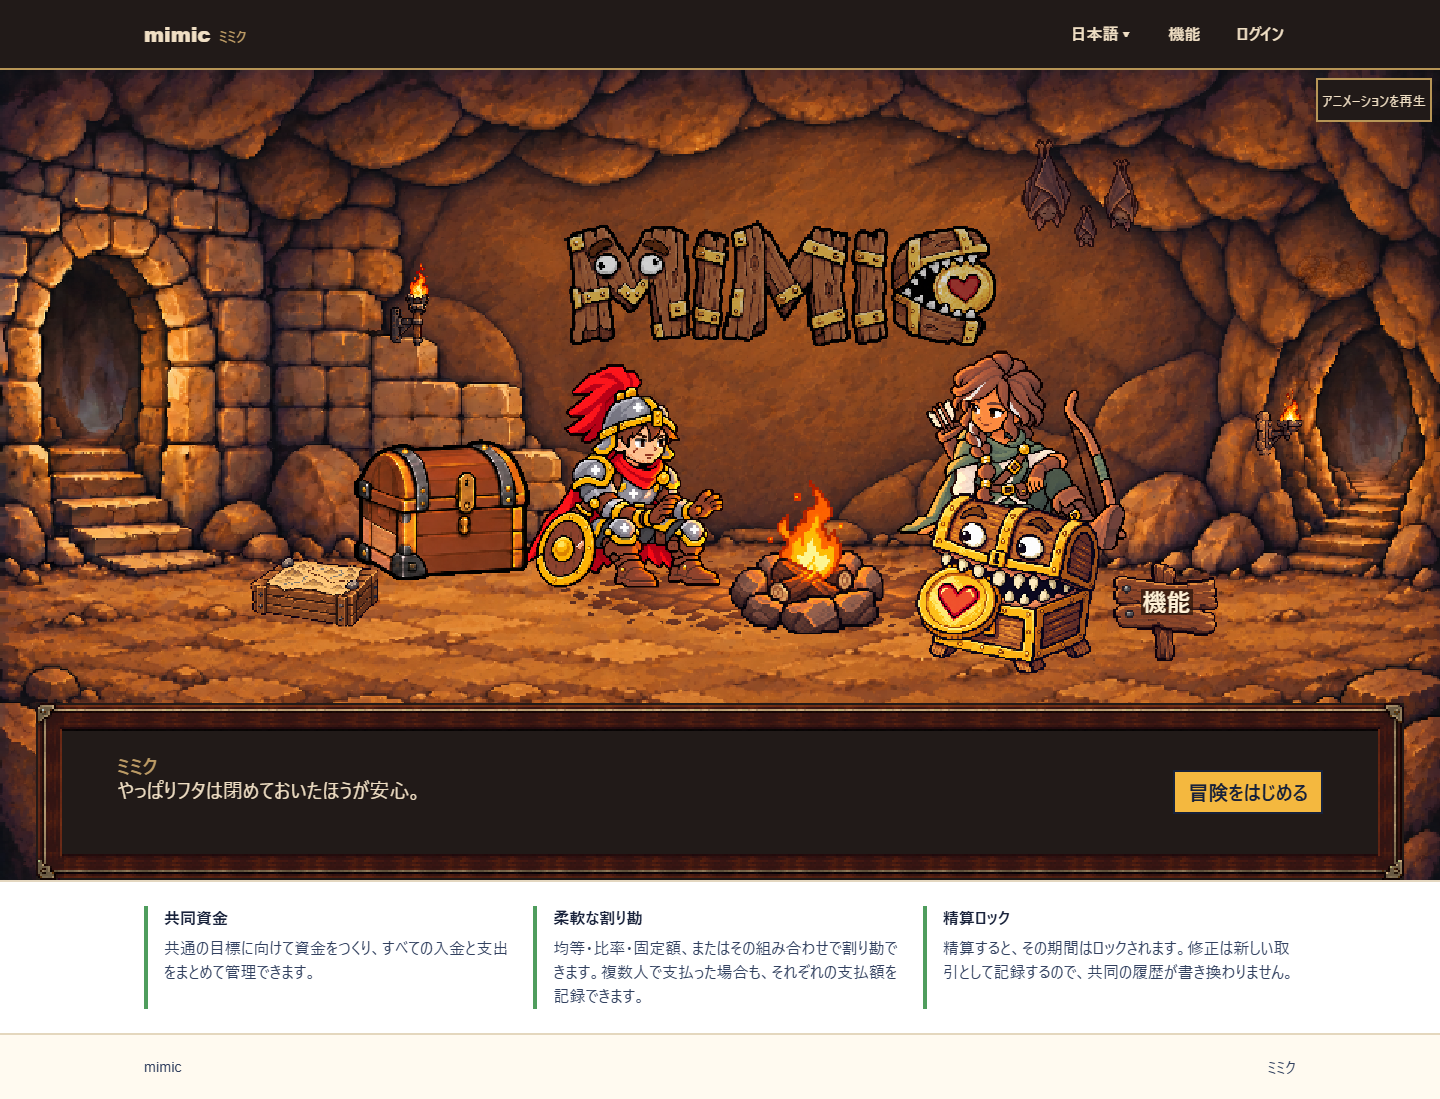 mimic ミミク
日本語 機能 ログイン
アニメーションを再生
MIMIC
機能
ミミク
やっぱりフタは閉めておいたほうが安心。
冒険をはじめる
共同資金
共通の目標に向けて資金をつくり、すべての入金と支出
をまとめて管理できます。
柔軟な割り勘
均等・比率・固定額、またはその組み合わせで割り勘で
きます。複数人で支払った場合も、それぞれの支払額を
記録できます。
精算ロック
精算すると、その期間はロックされます。修正は新しい取
引として記録するので、共同の履歴が書き換わりません。
mimic
ミミク